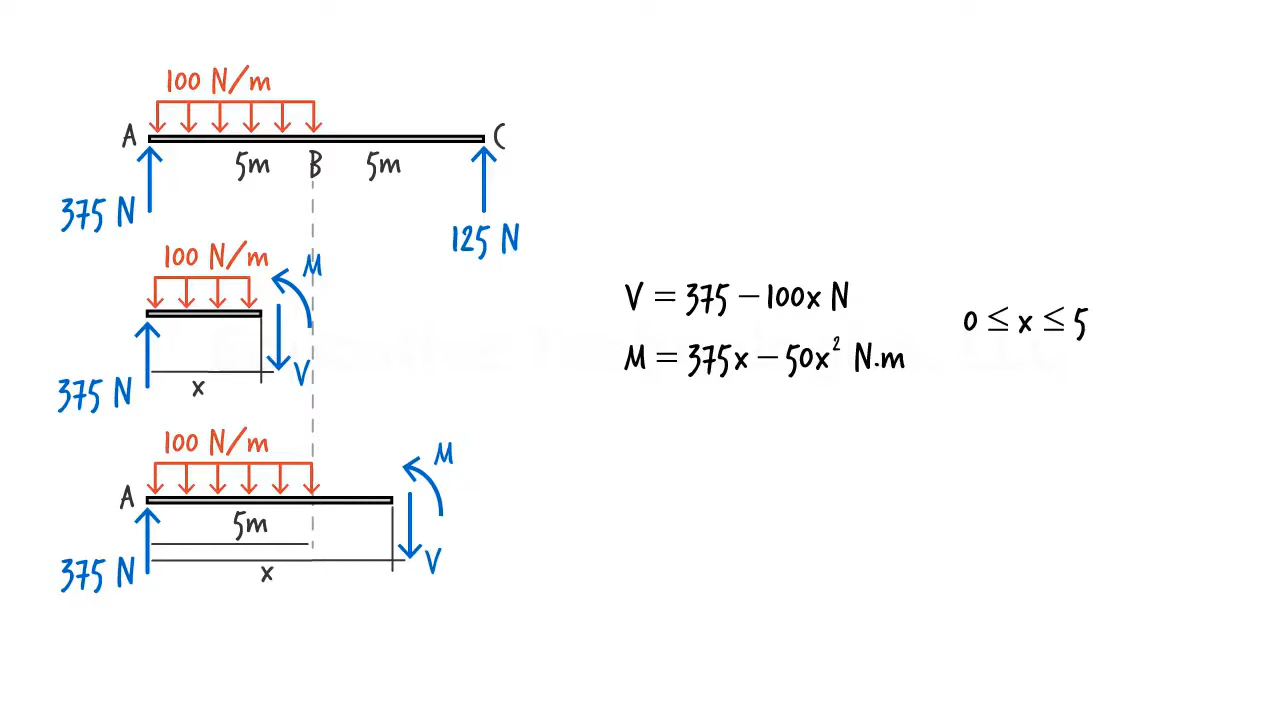 100 N/m
A
C
5m B 5m
375 N
125 N
100 N/m
M
V = 375 − 100x N
0 ≤ x ≤ 5
M = 375x − 50x² N.m
V
x
375 N
100 N/m
M
A
5m
V
375 N
x